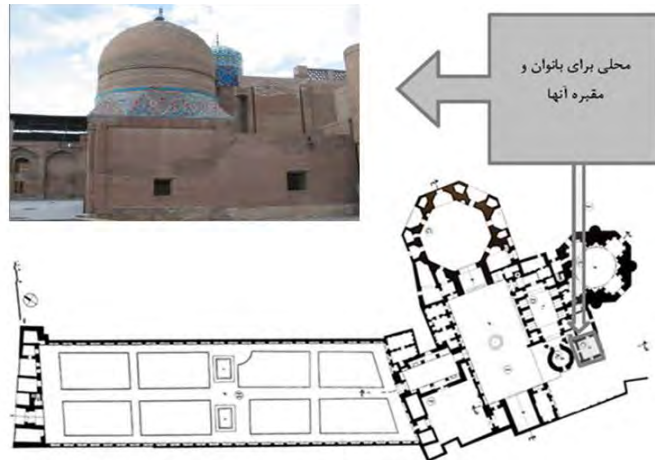 محلی برای بانوان و
مقبره آنها